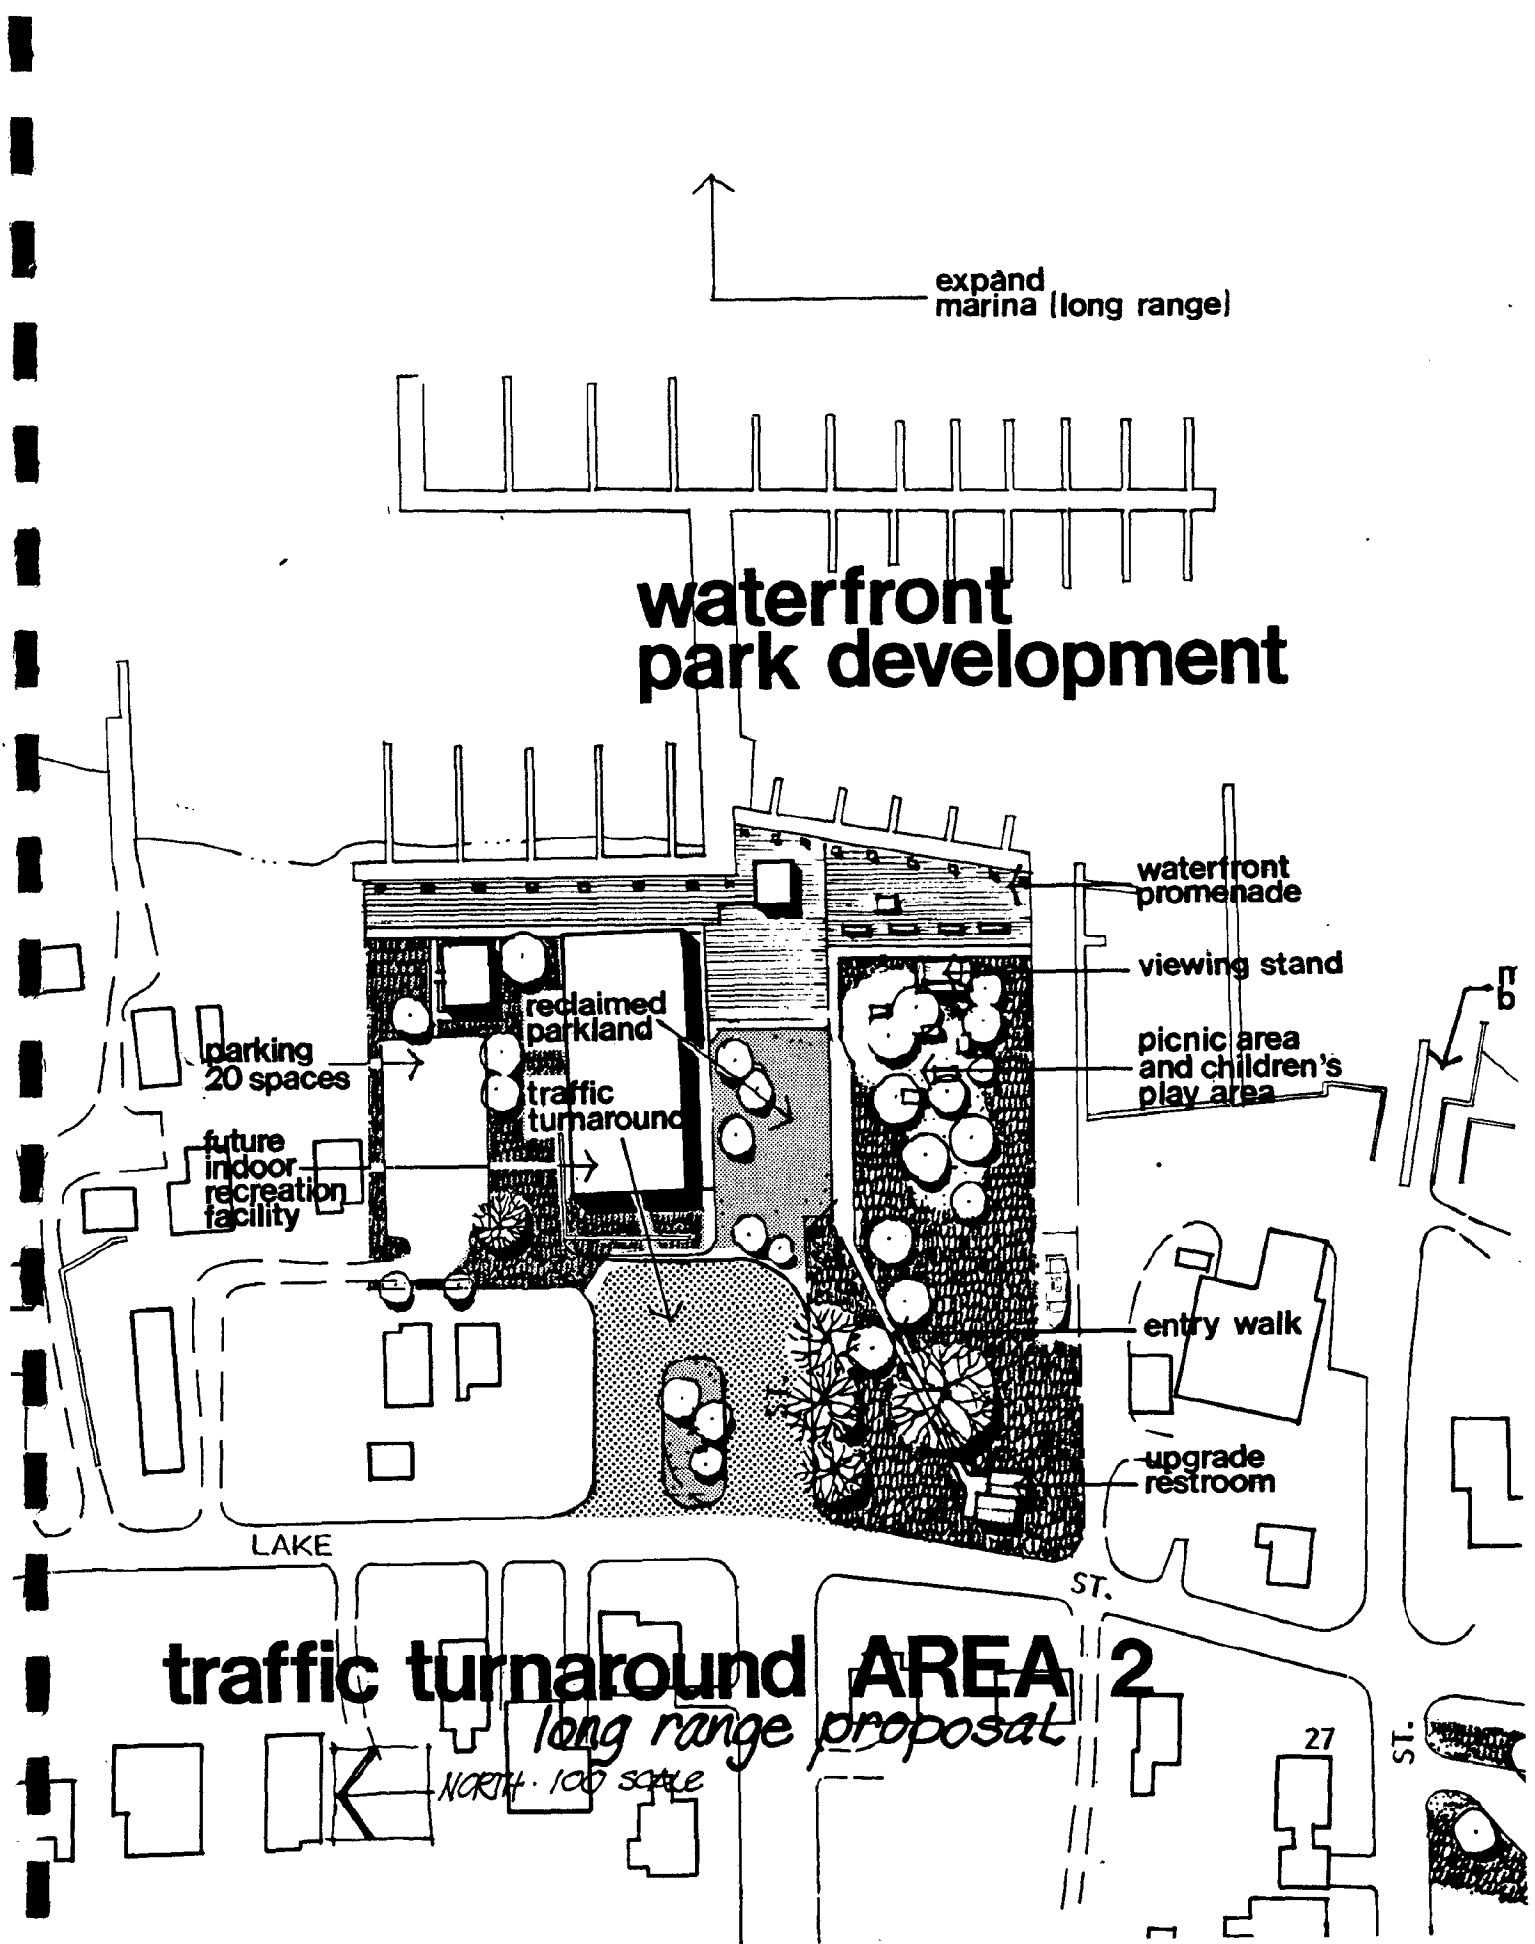 expand
marina (long range)
waterfront
park development
waterfront
promenade
viewing stand
reclaimed
parkland
picnic area
and children's
play area
parking
20 spaces
traffic
turnaround
future
indoor
recreation
facility
entry walk
ST.
upgrade
restroom
LAKE
ST.
traffic turnaround AREA 2
long range proposal
27
ST.
NORTH · 100 SCALE